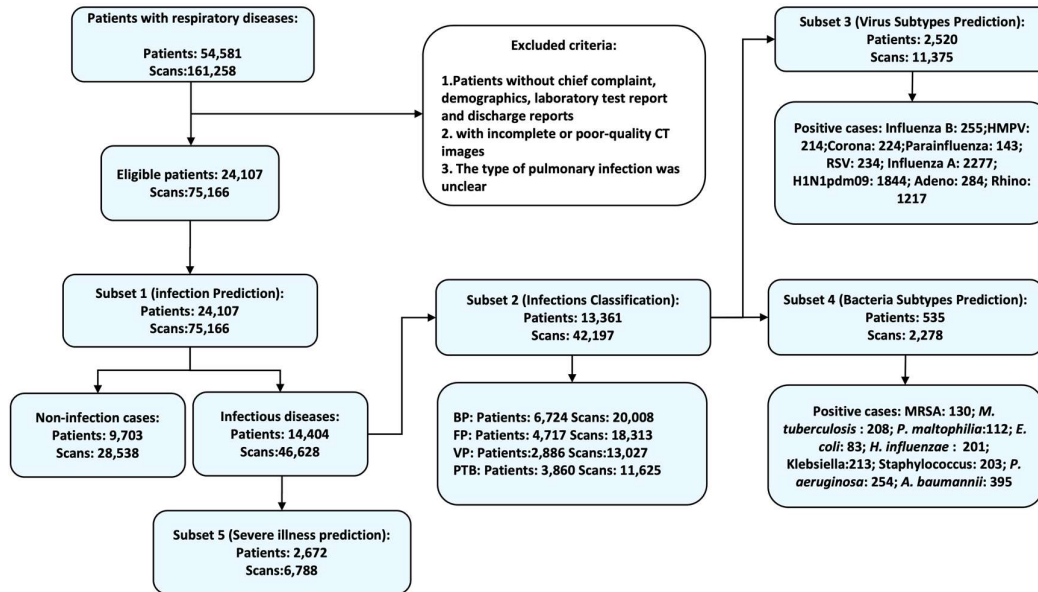 Patients with respiratory diseases:
Patients: 54,581
Scans:161,258
Excluded criteria:
1.Patients without chief complaint,
demographics, laboratory test report
and discharge reports
2. with incomplete or poor-quality CT
images
3. The type of pulmonary infection was
unclear
Eligible patients: 24,107
Scans:75,166
Subset 1 (infection Prediction):
Patients: 24,107
Scans:75,166
Non-infection cases:
Patients: 9,703
Scans: 28,538
Infectious diseases:
Patients: 14,404
Scans:46,628
Subset 5 (Severe illness prediction):
Patients: 2,672
Scans:6,788
Subset 2 (Infections Classification):
Patients: 13,361
Scans: 42,197
BP: Patients: 6,724 Scans: 20,008
FP: Patients: 4,717 Scans: 18,313
VP: Patients:2,886 Scans:13,027
PTB: Patients: 3,860 Scans: 11,625
Subset 3 (Virus Subtypes Prediction):
Patients: 2,520
Scans: 11,375
Positive cases: Influenza B: 255;HMPV:
214;Corona: 224;Parainfluenza: 143;
RSV: 234; Influenza A: 2277;
H1N1pdm09: 1844; Adeno: 284; Rhino:
1217
Subset 4 (Bacteria Subtypes Prediction):
Patients: 535
Scans: 2,278
Positive cases: MRSA: 130; M.
tuberculosis : 208; P. maltophilia:112; E.
coli: 83; H. influenzae : 201;
Klebsiella:213; Staphylococcus: 203; P.
aeruginosa: 254; A. baumannii: 395